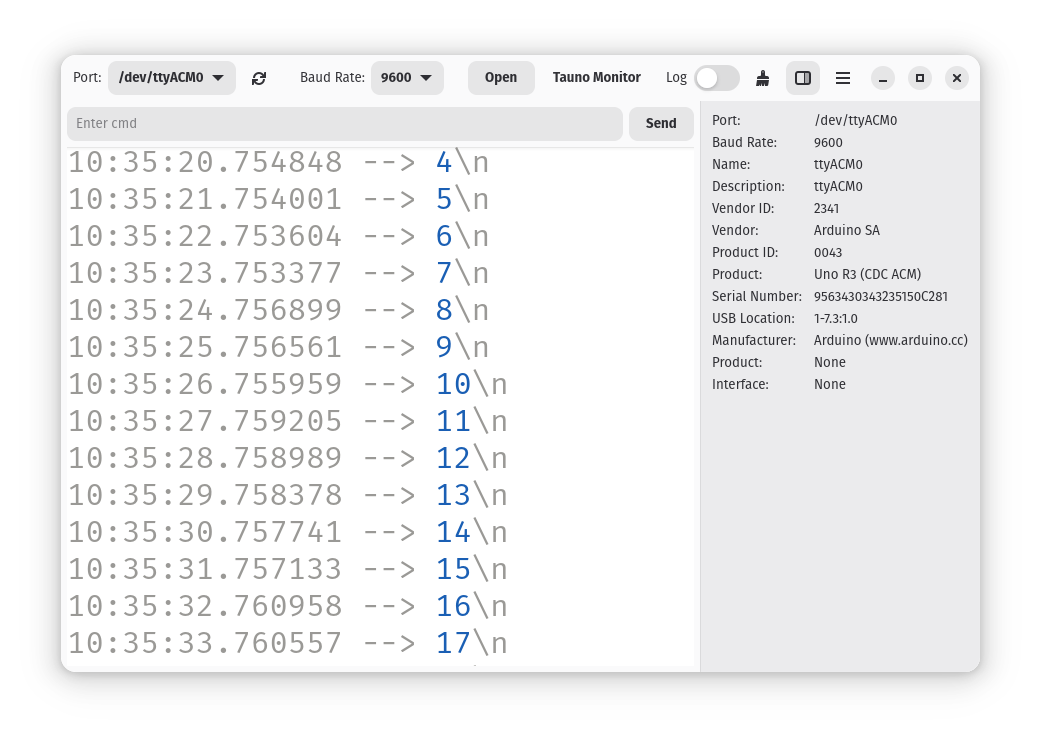 Port: /dev/ttyACM0 Baud Rate: 9600 Open Tauno Monitor Log
Enter cmd Send
10:35:20.754848 --> 4\n
10:35:21.754001 --> 5\n
10:35:22.753604 --> 6\n
10:35:23.753377 --> 7\n
10:35:24.756899 --> 8\n
10:35:25.756561 --> 9\n
10:35:26.755959 --> 10\n
10:35:27.759205 --> 11\n
10:35:28.758989 --> 12\n
10:35:29.758378 --> 13\n
10:35:30.757741 --> 14\n
10:35:31.757133 --> 15\n
10:35:32.760958 --> 16\n
10:35:33.760557 --> 17\n
Port: /dev/ttyACM0
Baud Rate: 9600
Name: ttyACM0
Description: ttyACM0
Vendor ID: 2341
Vendor: Arduino SA
Product ID: 0043
Product: Uno R3 (CDC ACM)
Serial Number: 9563430343235150C281
USB Location: 1-7.3:1.0
Manufacturer: Arduino (www.arduino.cc)
Product: None
Interface: None